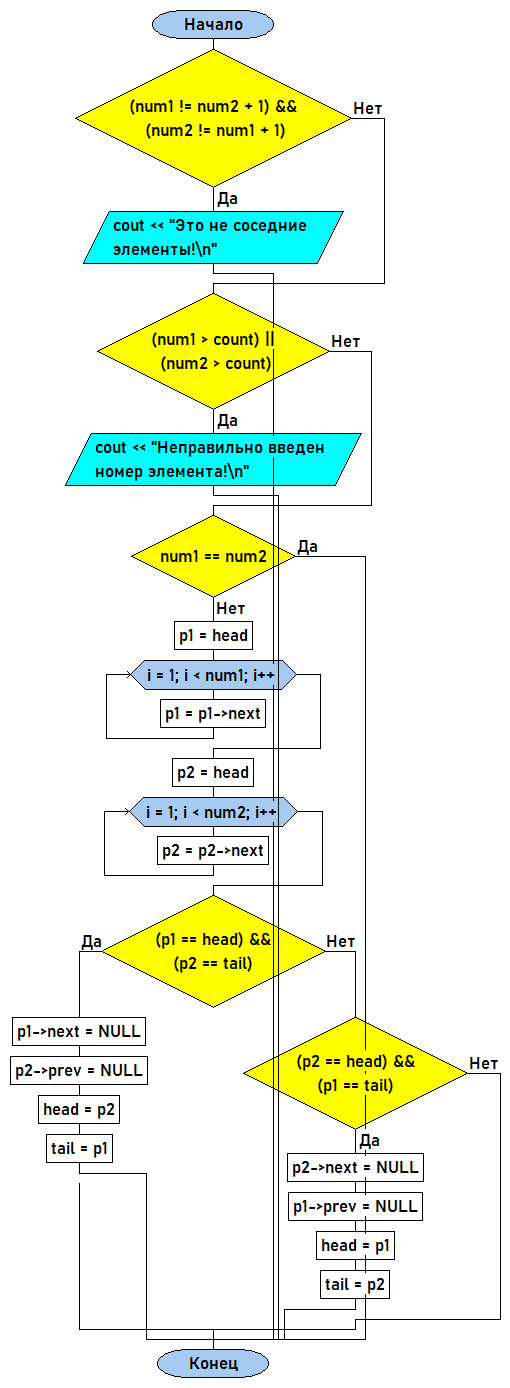 Начало
(num1 != num2 + 1) &&
(num2 != num1 + 1)
Нет
Да
cout << "Это не соседние
элементы!\n"
(num1 > count) ||
(num2 > count)
Нет
Да
cout << "Неправильно введен
номер элемента!\n"
num1 == num2
Да
Нет
p1 = head
i = 1; i < num1; i++
p1 = p1->next
p2 = head
i = 1; i < num2; i++
p2 = p2->next
(p1 == head) &&
(p2 == tail)
Да
Нет
p1->next = NULL
p2->prev = NULL
head = p2
tail = p1
(p2 == head) &&
(p1 == tail)
Нет
Да
p2->next = NULL
p1->prev = NULL
head = p1
tail = p2
Конец